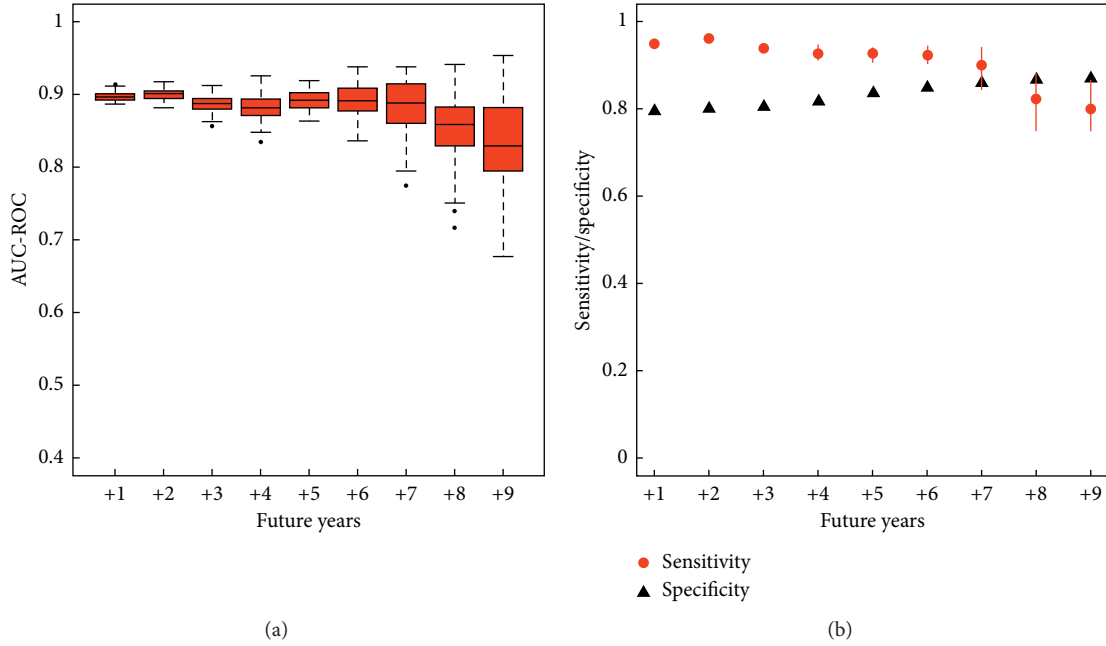 1
0.9
0.8
0.7
0.6
0.5
0.4
AUC-ROC
+1 +2 +3 +4 +5 +6 +7 +8 +9
Future years
(a)
1
0.8
0.6
0.4
0.2
0
Sensitivity/specificity
+1 +2 +3 +4 +5 +6 +7 +8 +9
Future years
Sensitivity
Specificity
(b)